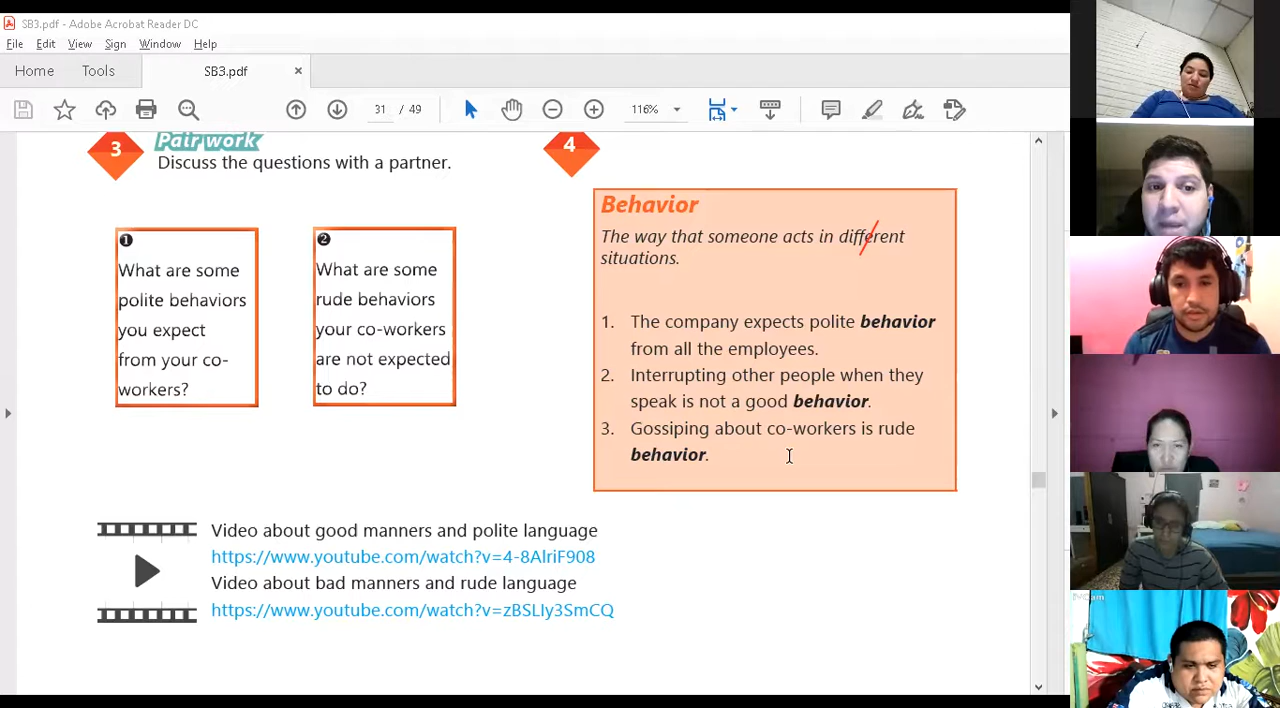 SB3.pdf - Adobe Acrobat Reader DC
File Edit View Sign Window Help
Home Tools SB3.pdf ×
31 / 49 116%
3 Pair work
Discuss the questions with a partner.
❶
What are some
polite behaviors
you expect
from your co-
workers?
❷
What are some
rude behaviors
your co-workers
are not expected
to do?
4
Behavior
The way that someone acts in different
situations.
1. The company expects polite behavior
from all the employees.
2. Interrupting other people when they
speak is not a good behavior.
3. Gossiping about co-workers is rude
behavior.
Video about good manners and polite language
https://www.youtube.com/watch?v=4-8AlriF908
Video about bad manners and rude language
https://www.youtube.com/watch?v=zBSLIy3SmCQ